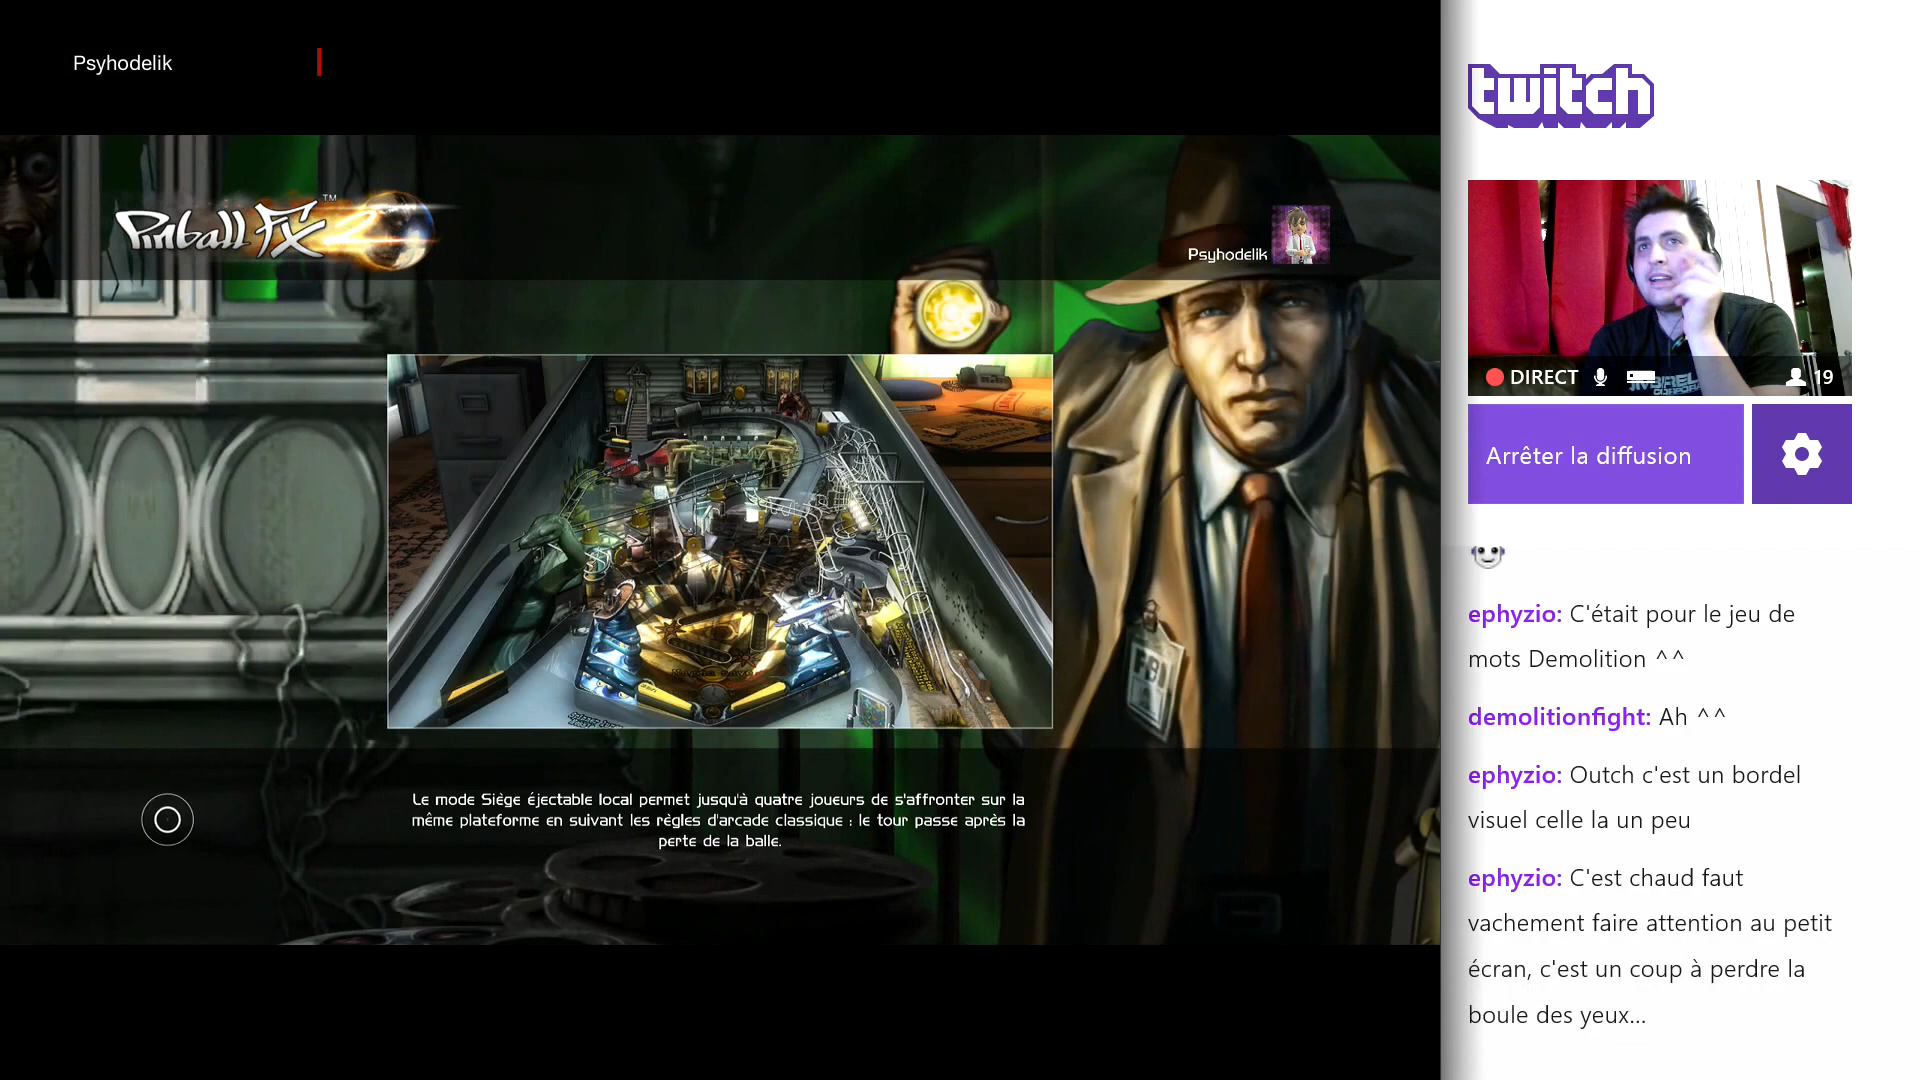 Psyhodelik
Pinball FX2™
Psyhodelik
FBI
Le mode Siège éjectable local permet jusqu'à quatre joueurs de s'affronter sur la
même plateforme en suivant les règles d'arcade classique : le tour passe après la
perte de la balle.
twitch
DIRECT
19
Arrêter la diffusion
ephyzio: C'était pour le jeu de
mots Demolition ^^
demolitionfight: Ah ^^
ephyzio: Outch c'est un bordel
visuel celle la un peu
ephyzio: C'est chaud faut
vachement faire attention au petit
écran, c'est un coup à perdre la
boule des yeux...